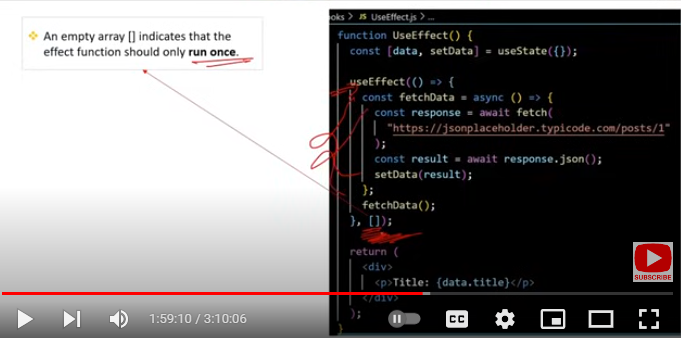 An empty array [] indicates that the
effect function should only run once.
ooks > JS UseEffect.js > ...
function UseEffect() {
const [data, setData] = useState({});
useEffect(() => {
const fetchData = async () => {
const response = await fetch(
"https://jsonplaceholder.typicode.com/posts/1"
);
const result = await response.json();
setData(result);
};
fetchData();
}, []);
return (
<div>
<p>Title: {data.title}</p>
</div>
);
}
SUBSCRIBE
1:59:10 / 3:10:06
CC